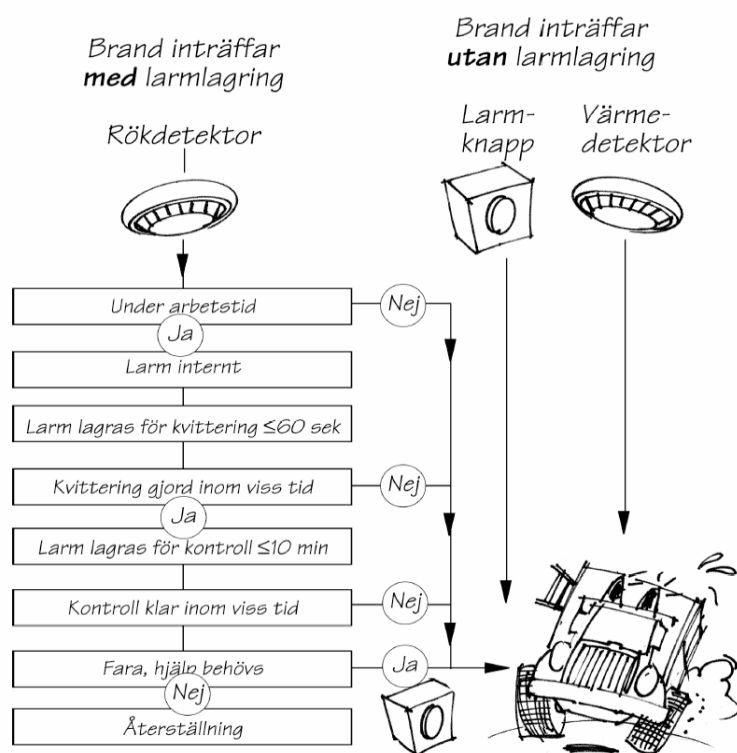 Brand inträffar
med larmlagring
Rökdetektor
Brand inträffar
utan larmlagring
Larm-
knapp
Värme-
detektor
Under arbetstid
Nej
Ja
Larm internt
Larm lagras för kvittering ≤60 sek
Kvittering gjord inom viss tid
Nej
Ja
Larm lagras för kontroll ≤10 min
Kontroll klar inom viss tid
Nej
Fara, hjälp behövs
Ja
Nej
Återställning